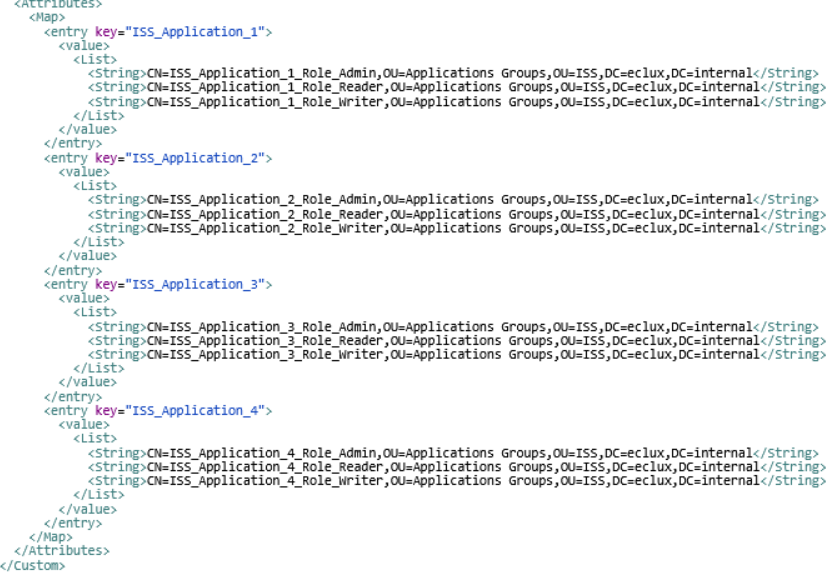 <Attributes>
<Map>
<entry key="ISS_Application_1">
<value>
<List>
<String>CN=ISS_Application_1_Role_Admin,OU=Applications Groups,OU=ISS,DC=eclux,DC=internal</String>
<String>CN=ISS_Application_1_Role_Reader,OU=Applications Groups,OU=ISS,DC=eclux,DC=internal</String>
<String>CN=ISS_Application_1_Role_Writer,OU=Applications Groups,OU=ISS,DC=eclux,DC=internal</String>
</List>
</value>
</entry>
<entry key="ISS_Application_2">
<value>
<List>
<String>CN=ISS_Application_2_Role_Admin,OU=Applications Groups,OU=ISS,DC=eclux,DC=internal</String>
<String>CN=ISS_Application_2_Role_Reader,OU=Applications Groups,OU=ISS,DC=eclux,DC=internal</String>
<String>CN=ISS_Application_2_Role_Writer,OU=Applications Groups,OU=ISS,DC=eclux,DC=internal</String>
</List>
</value>
</entry>
<entry key="ISS_Application_3">
<value>
<List>
<String>CN=ISS_Application_3_Role_Admin,OU=Applications Groups,OU=ISS,DC=eclux,DC=internal</String>
<String>CN=ISS_Application_3_Role_Reader,OU=Applications Groups,OU=ISS,DC=eclux,DC=internal</String>
<String>CN=ISS_Application_3_Role_Writer,OU=Applications Groups,OU=ISS,DC=eclux,DC=internal</String>
</List>
</value>
</entry>
<entry key="ISS_Application_4">
<value>
<List>
<String>CN=ISS_Application_4_Role_Admin,OU=Applications Groups,OU=ISS,DC=eclux,DC=internal</String>
<String>CN=ISS_Application_4_Role_Reader,OU=Applications Groups,OU=ISS,DC=eclux,DC=internal</String>
<String>CN=ISS_Application_4_Role_Writer,OU=Applications Groups,OU=ISS,DC=eclux,DC=internal</String>
</List>
</value>
</entry>
</Map>
</Attributes>
</Custom>